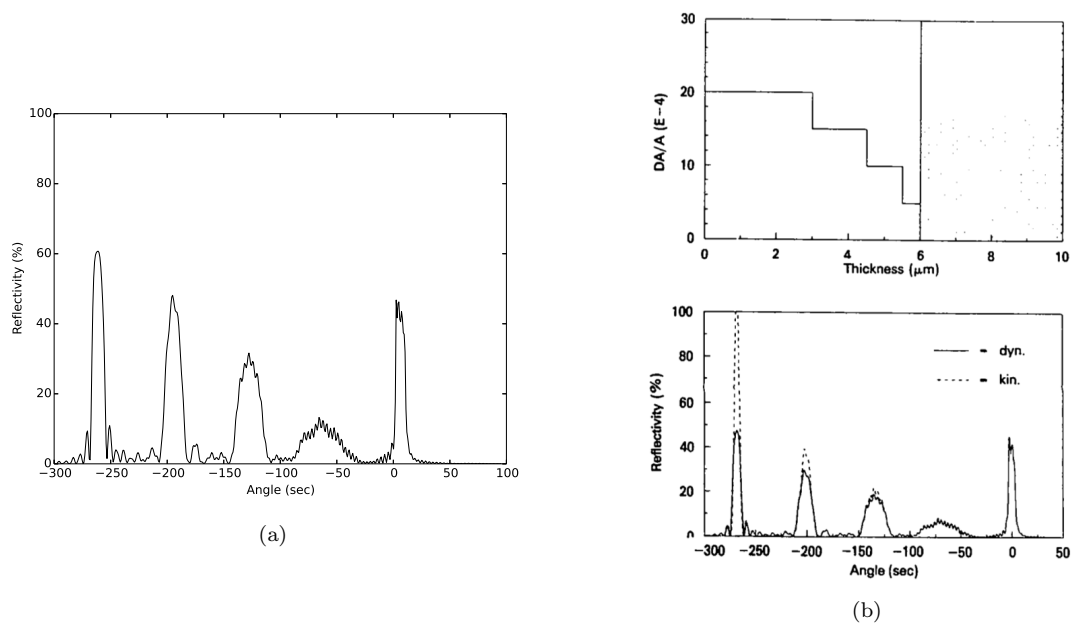 100
80
60
40
20
0
Reflectivity (%)
−300 −250 −200 −150 −100 −50 0 50 100
Angle (sec)
(a)
30
20
10
0
DA/A (E−4)
0 2 4 6 8 10
Thickness (μm)
100
80
60
40
20
0
Reflectivity (%)
dyn.
kin.
−300 −250 −200 −150 −100 −50 0 50
Angle (sec)
(b)